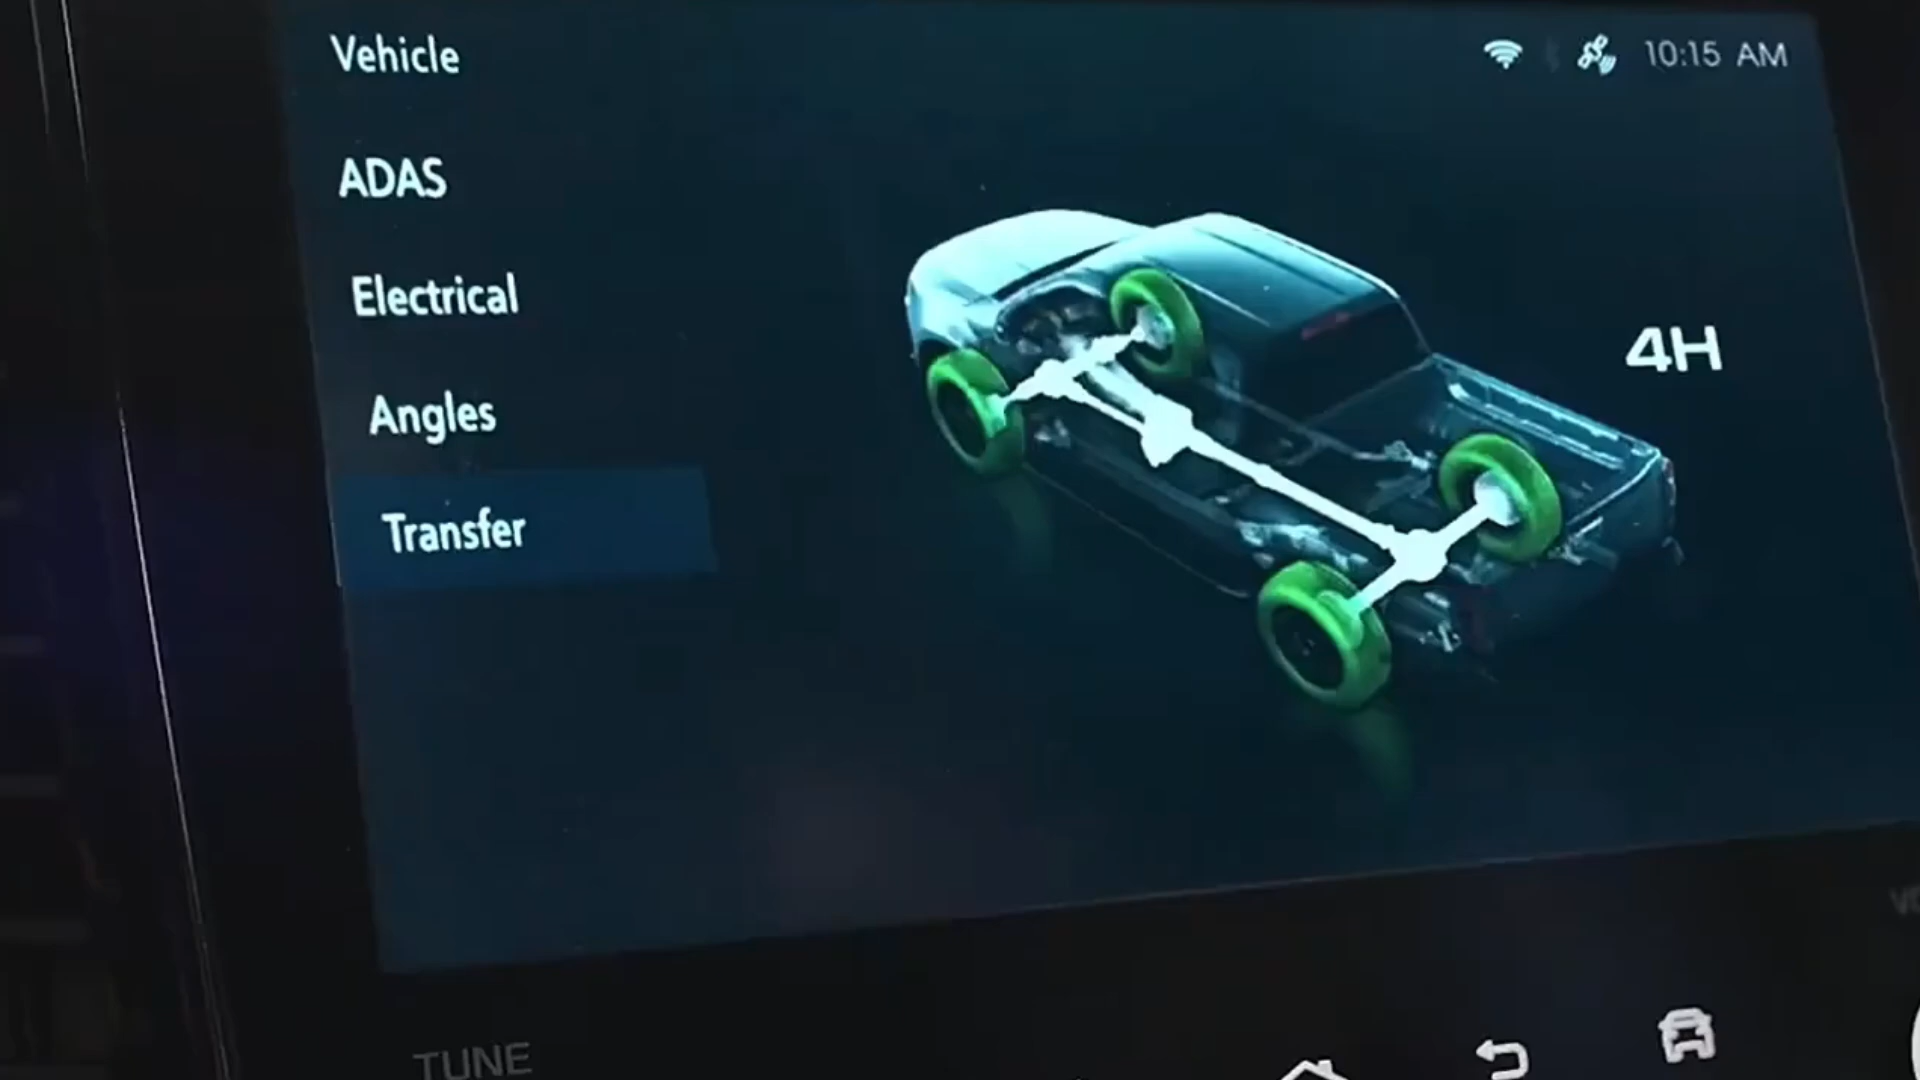 Vehicle
10:15 AM
ADAS
Electrical
4H
Angles
Transfer
TUNE